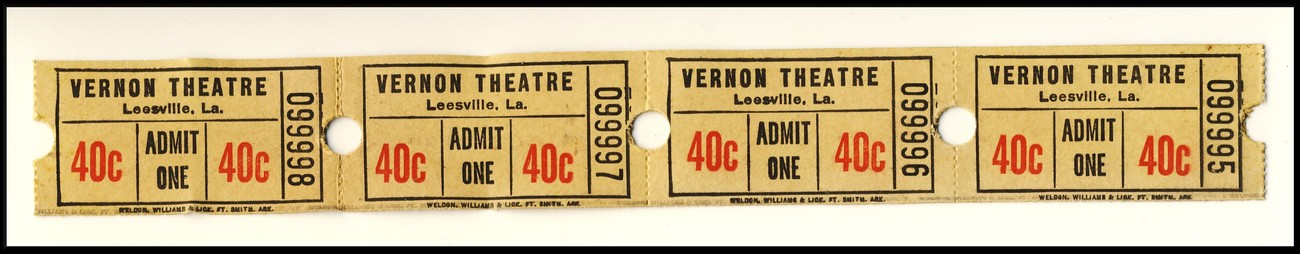 VERNON THEATRE
Leesville, La.
40c
ADMIT
ONE
40c
099998
WELDON, WILLIAMS & LICK, FT. SMITH, ARK.
VERNON THEATRE
Leesville, La.
40c
ADMIT
ONE
40c
099997
WELDON, WILLIAMS & LICK, FT. SMITH, ARK.
VERNON THEATRE
Leesville, La.
40c
ADMIT
ONE
40c
099996
WELDON, WILLIAMS & LICK, FT. SMITH, ARK.
VERNON THEATRE
Leesville, La.
40c
ADMIT
ONE
40c
099995
WELDON, WILLIAMS & LICK, FT. SMITH, ARK.